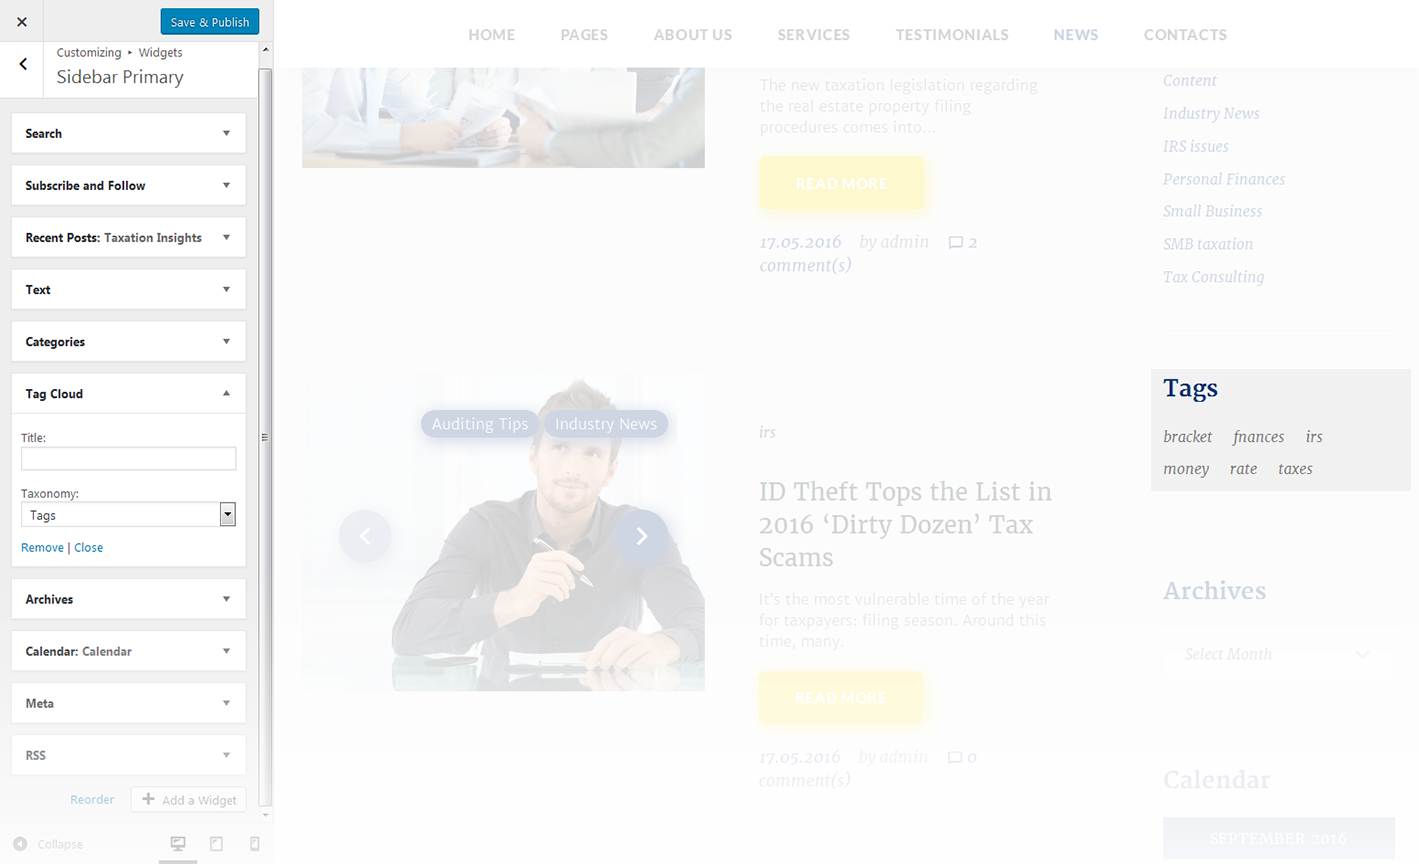 Save & Publish
Customizing ▸ Widgets
Sidebar Primary
Search
Subscribe and Follow
Recent Posts: Taxation Insights
Text
Categories
Tag Cloud
Title:
Taxonomy:
Tags
Remove | Close
Archives
Calendar: Calendar
Meta
RSS
Reorder
Add a Widget
Collapse
HOME PAGES ABOUT US SERVICES TESTIMONIALS NEWS CONTACTS
The new taxation legislation regarding
the real estate property filing
procedures comes into...
READ MORE
17.05.2016 by admin 2
comment(s)
Auditing Tips Industry News
irs
ID Theft Tops the List in
2016 ‘Dirty Dozen’ Tax
Scams
It's the most vulnerable time of the year
for taxpayers: filing season. Around this
time, many.
READ MORE
17.05.2016 by admin 0
comment(s)
Content
Industry News
IRS issues
Personal Finances
Small Business
SMB taxation
Tax Consulting
Tags
bracket fnances irs
money rate taxes
Archives
Select Month
Calendar
SEPTEMBER 2016